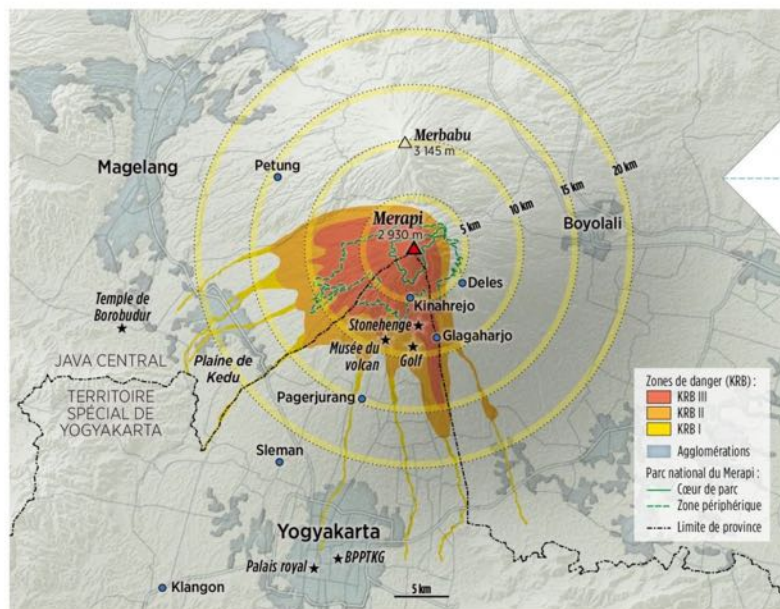 Merbabu
3 145 m
20 km
Magelang
Petung
15 km
10 km
Merapi
2 930 m
5 km
Boyolali
Deles
Kinahrejo
Temple de
Borobudur
Stonehenge
Glagaharjo
Musée du
volcan
Golf
JAVA CENTRAL
Plaine de
Kedu
TERRITOIRE
SPÉCIAL DE
YOGYAKARTA
Pagerjurang
Sleman
Yogyakarta
BPPTKG
Palais royal
Klangon
5 km
Zones de danger (KRB) :
KRB III
KRB II
KRB I
Agglomérations
Parc national du Merapi :
Cœur de parc
Zone périphérique
Limite de province